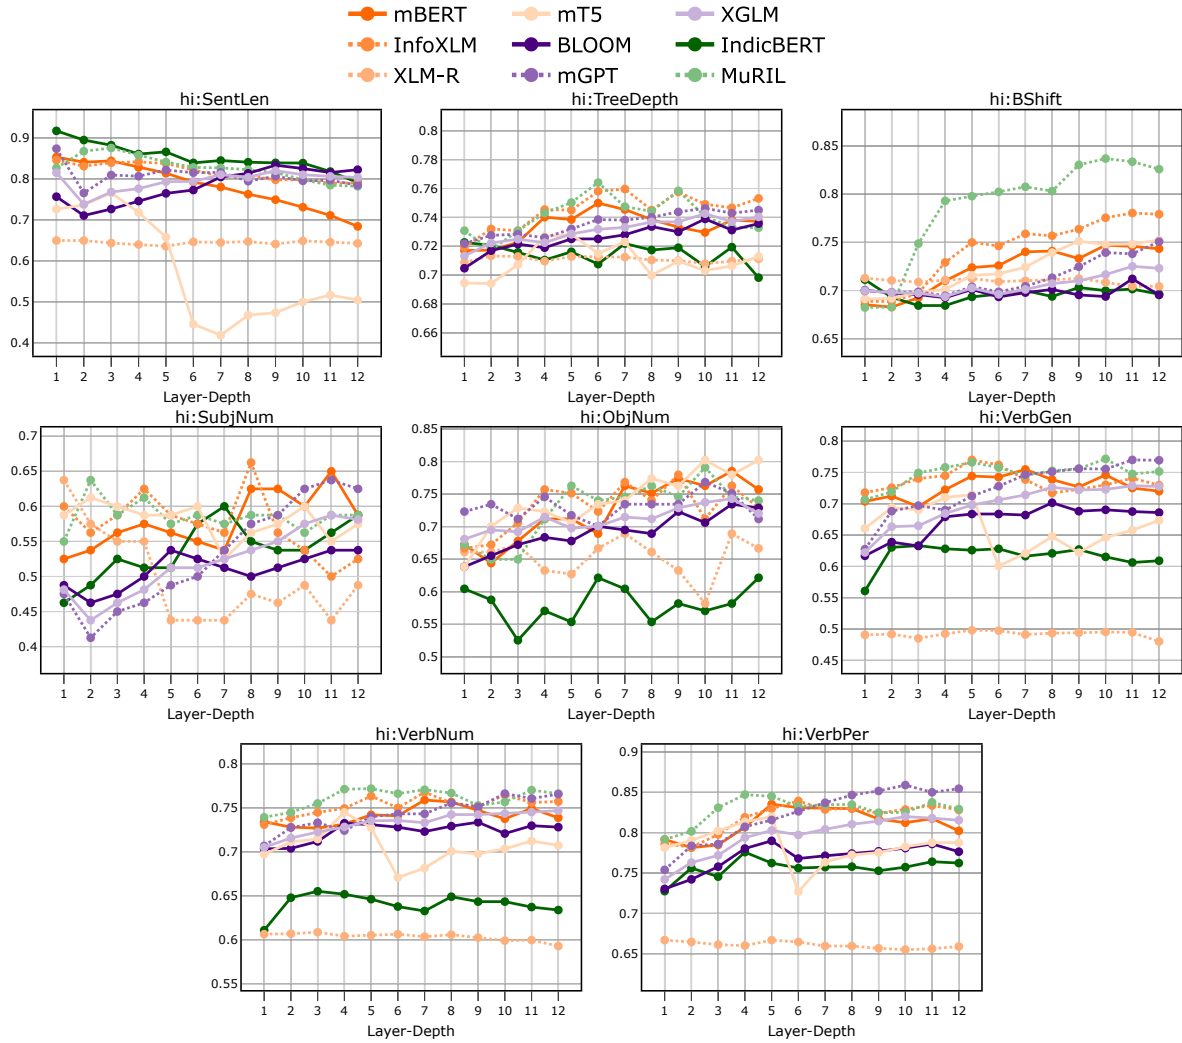 mBERT mT5 XGLM
InfoXLM BLOOM IndicBERT
XLM-R mGPT MuRIL
hi:SentLen hi:TreeDepth hi:BShift
0.9
0.8
0.7
0.6
0.5
0.4
1 2 3 4 5 6 7 8 9 10 11 12
Layer-Depth
0.8
0.78
0.76
0.74
0.72
0.7
0.68
0.66
1 2 3 4 5 6 7 8 9 10 11 12
Layer-Depth
0.85
0.8
0.75
0.7
0.65
1 2 3 4 5 6 7 8 9 10 11 12
Layer-Depth
hi:SubjNum hi:ObjNum hi:VerbGen
0.7
0.65
0.6
0.55
0.5
0.45
0.4
1 2 3 4 5 6 7 8 9 10 11 12
Layer-Depth
0.85
0.8
0.75
0.7
0.65
0.6
0.55
0.5
1 2 3 4 5 6 7 8 9 10 11 12
Layer-Depth
0.8
0.75
0.7
0.65
0.6
0.55
0.5
0.45
1 2 3 4 5 6 7 8 9 10 11 12
Layer-Depth
hi:VerbNum hi:VerbPer
0.8
0.75
0.7
0.65
0.6
0.55
1 2 3 4 5 6 7 8 9 10 11 12
Layer-Depth
0.9
0.85
0.8
0.75
0.7
0.65
1 2 3 4 5 6 7 8 9 10 11 12
Layer-Depth